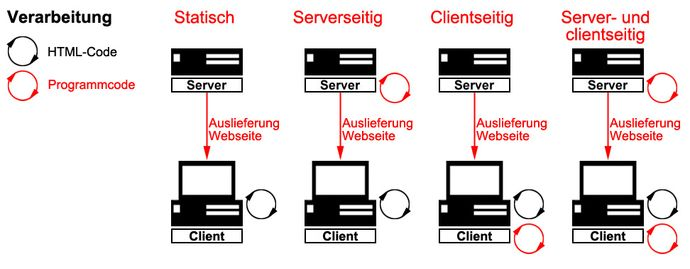 Verarbeitung
HTML-Code
Programmcode
Statisch
Server
Auslieferung
Webseite
Client
Serverseitig
Server
Auslieferung
Webseite
Client
Clientseitig
Server
Auslieferung
Webseite
Client
Server- und
clientseitig
Server
Auslieferung
Webseite
Client